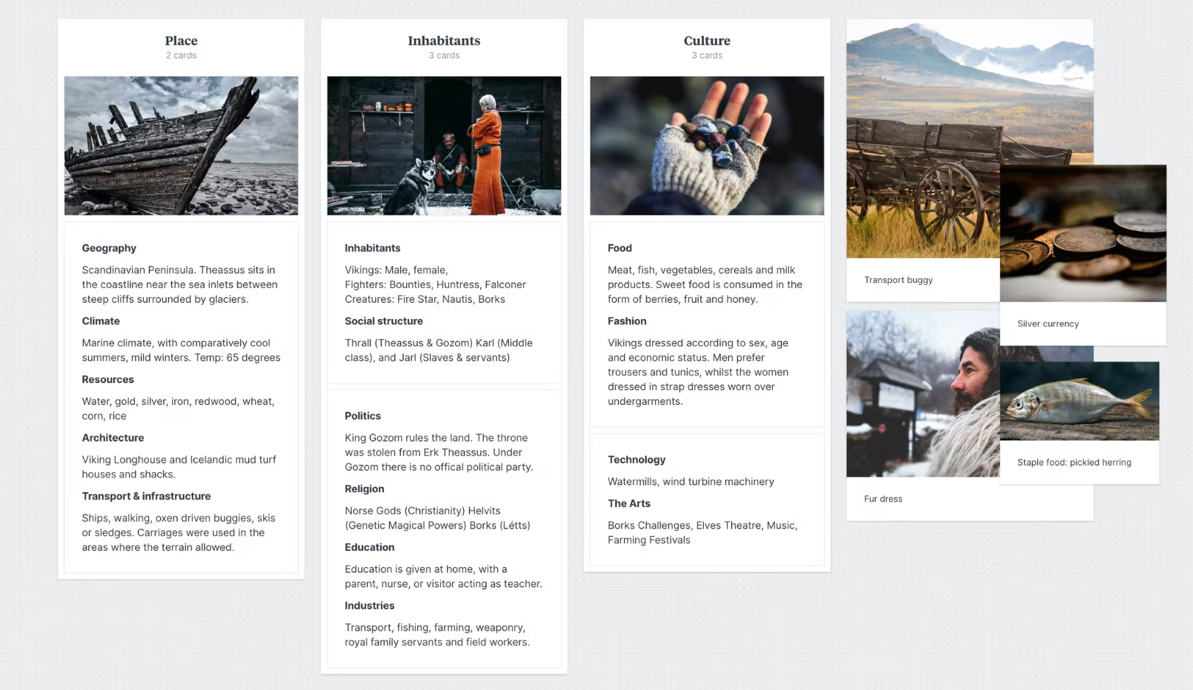 Place
2 cards
Geography
Scandinavian Peninsula. Theassus sits in
the coastline near the sea inlets between
steep cliffs surrounded by glaciers.
Climate
Marine climate, with comparatively cool
summers, mild winters. Temp: 65 degrees
Resources
Water, gold, silver, iron, redwood, wheat,
corn, rice
Architecture
Viking Longhouse and Icelandic mud turf
houses and shacks.
Transport & infrastructure
Ships, walking, oxen driven buggies, skis
or sledges. Carriages were used in the
areas where the terrain allowed.
Inhabitants
3 cards
Inhabitants
Vikings: Male, female,
Fighters: Bounties, Huntress, Falconer
Creatures: Fire Star, Nautis, Borks
Social structure
Thrall (Theassus & Gozom) Karl (Middle
class), and Jarl (Slaves & servants)
Politics
King Gozom rules the land. The throne
was stolen from Erk Theassus. Under
Gozom there is no offical political party.
Religion
Norse Gods (Christianity) Helvits
(Genetic Magical Powers) Borks (Létts)
Education
Education is given at home, with a
parent, nurse, or visitor acting as teacher.
Industries
Transport, fishing, farming, weaponry,
royal family servants and field workers.
Culture
3 cards
Food
Meat, fish, vegetables, cereals and milk
products. Sweet food is consumed in the
form of berries, fruit and honey.
Fashion
Vikings dressed according to sex, age
and economic status. Men prefer
trousers and tunics, whilst the women
dressed in strap dresses worn over
undergarments.
Technology
Watermills, wind turbine machinery
The Arts
Borks Challenges, Elves Theatre, Music,
Farming Festivals
Transport buggy
Silver currency
Staple food: pickled herring
Fur dress